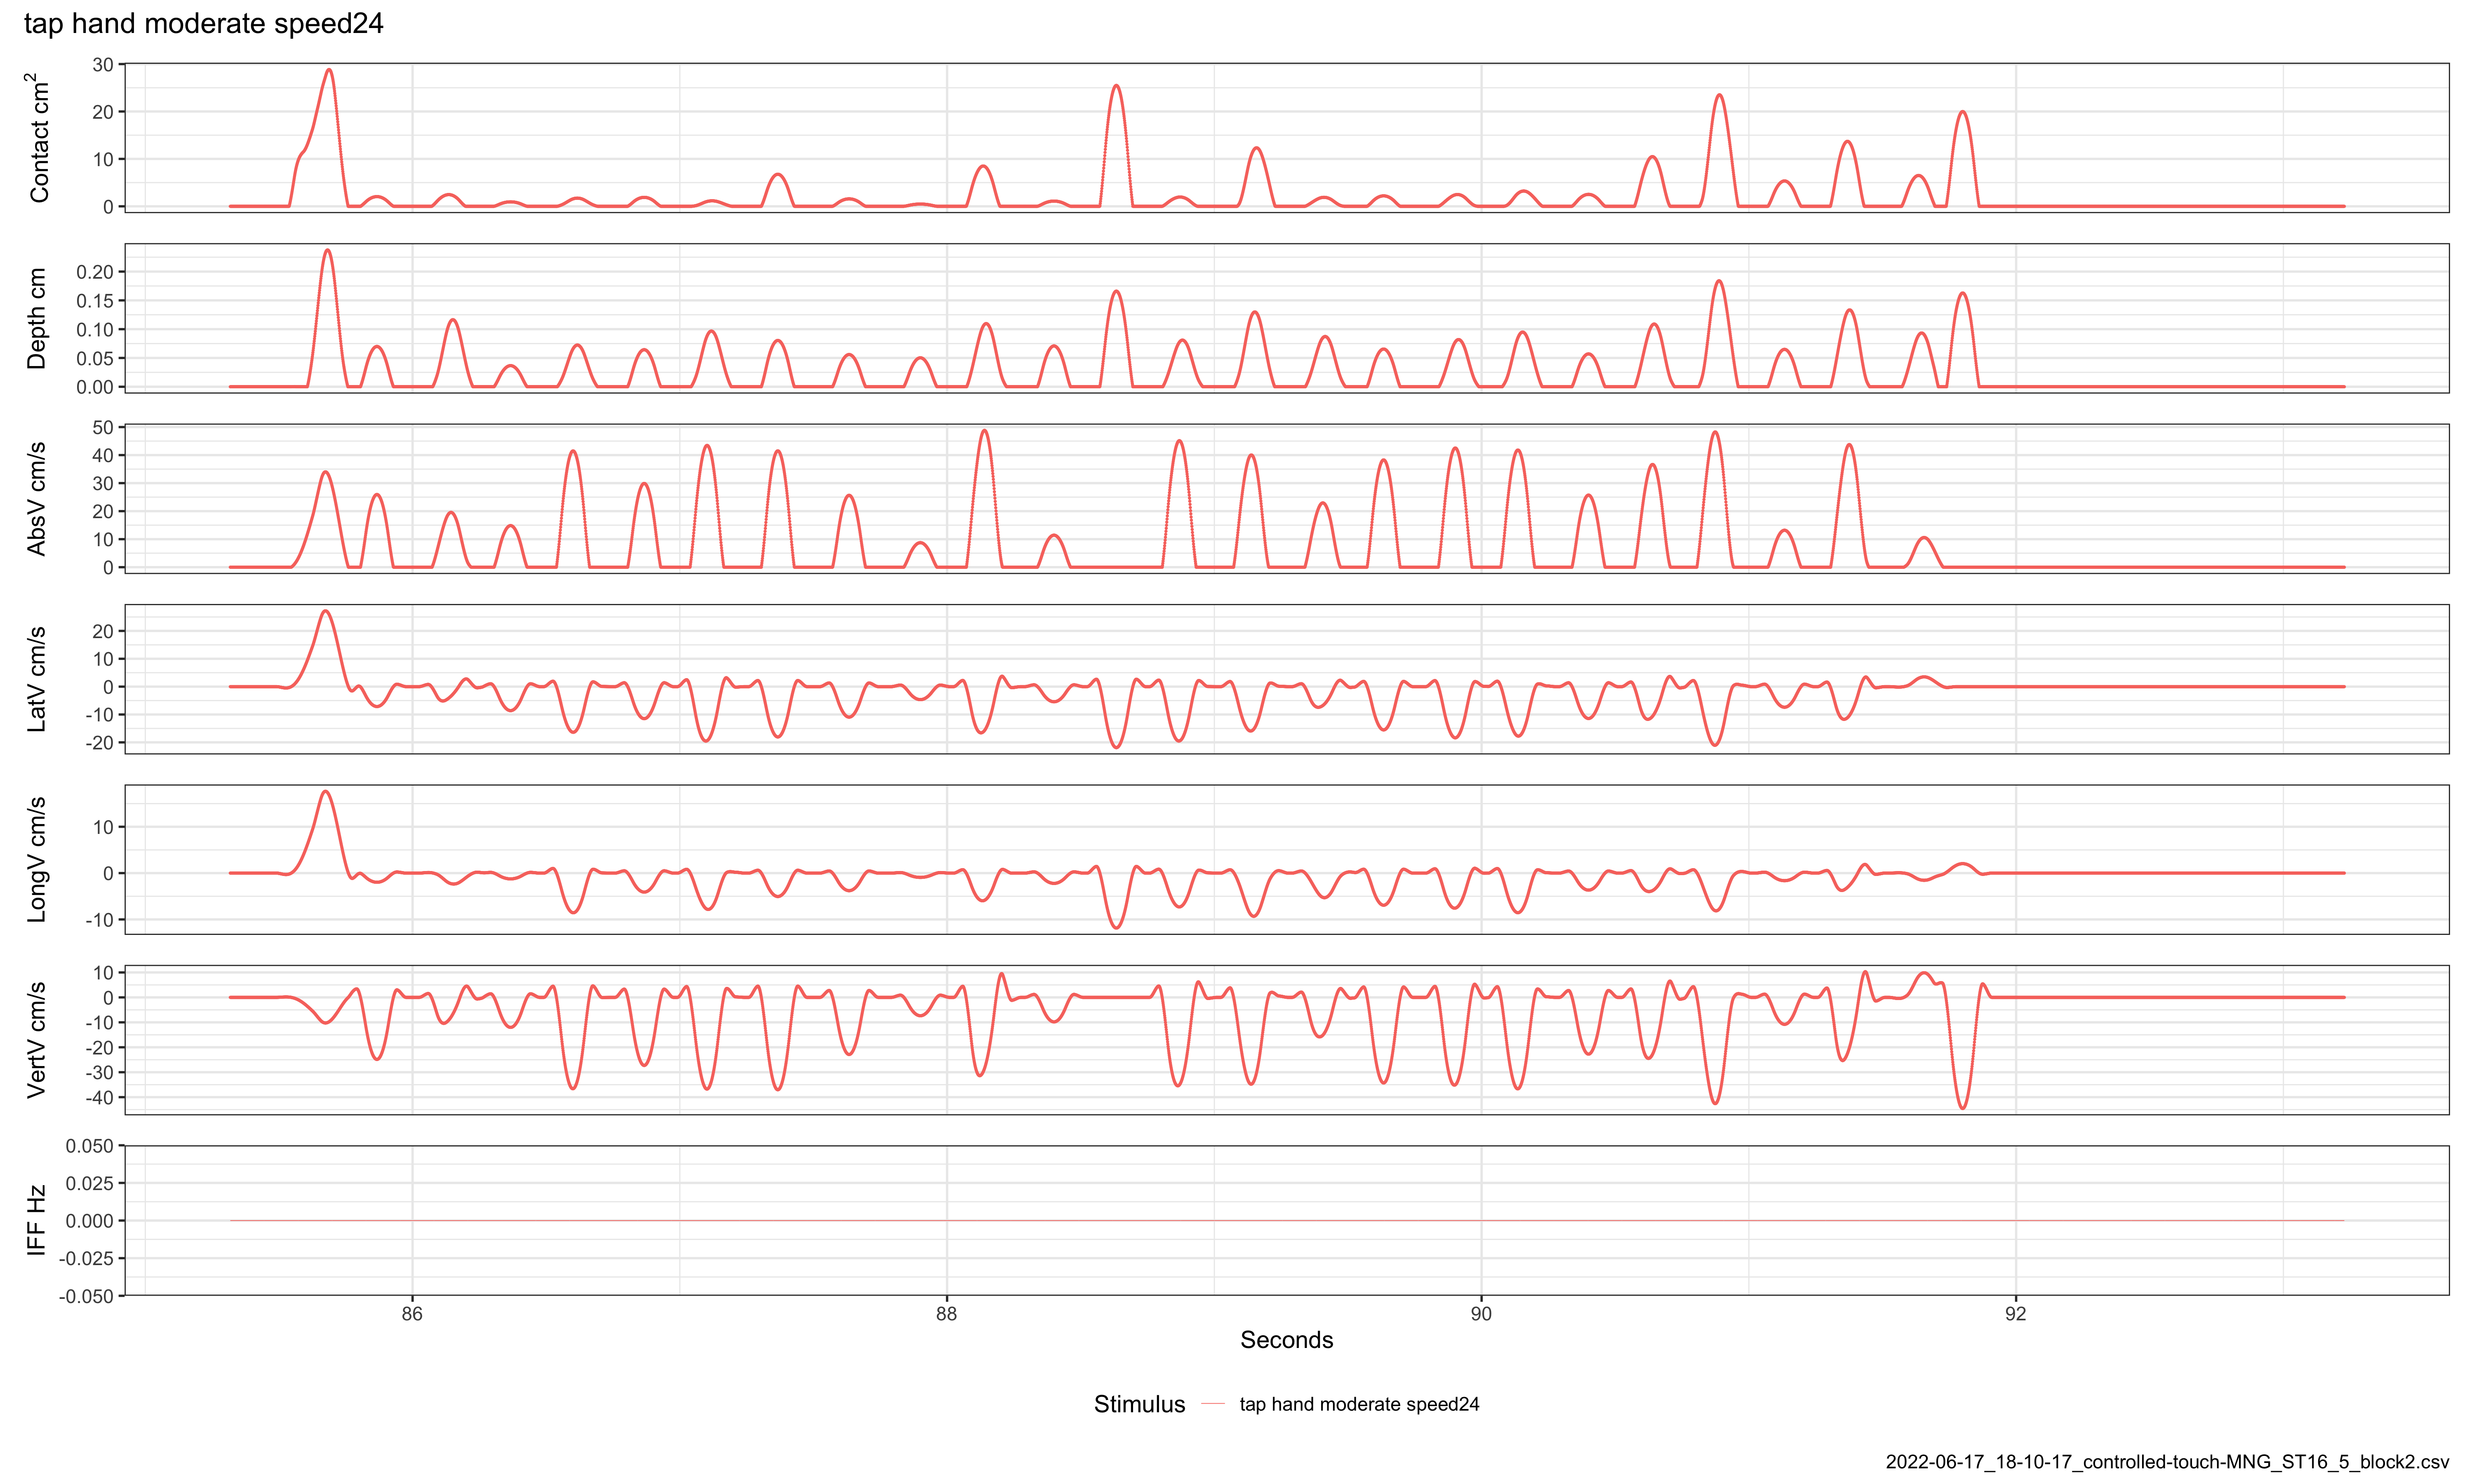 tap hand moderate speed24
Contact cm²
30
20
10
0
Depth cm
0.20
0.15
0.10
0.05
0.00
AbsV cm/s
50
40
30
20
10
0
LatV cm/s
20
10
0
-10
-20
LongV cm/s
10
0
-10
VertV cm/s
10
0
-10
-20
-30
-40
IFF Hz
0.050
0.025
0.000
-0.025
-0.050
86 88 90 92
Seconds
Stimulus tap hand moderate speed24
2022-06-17_18-10-17_controlled-touch-MNG_ST16_5_block2.csv